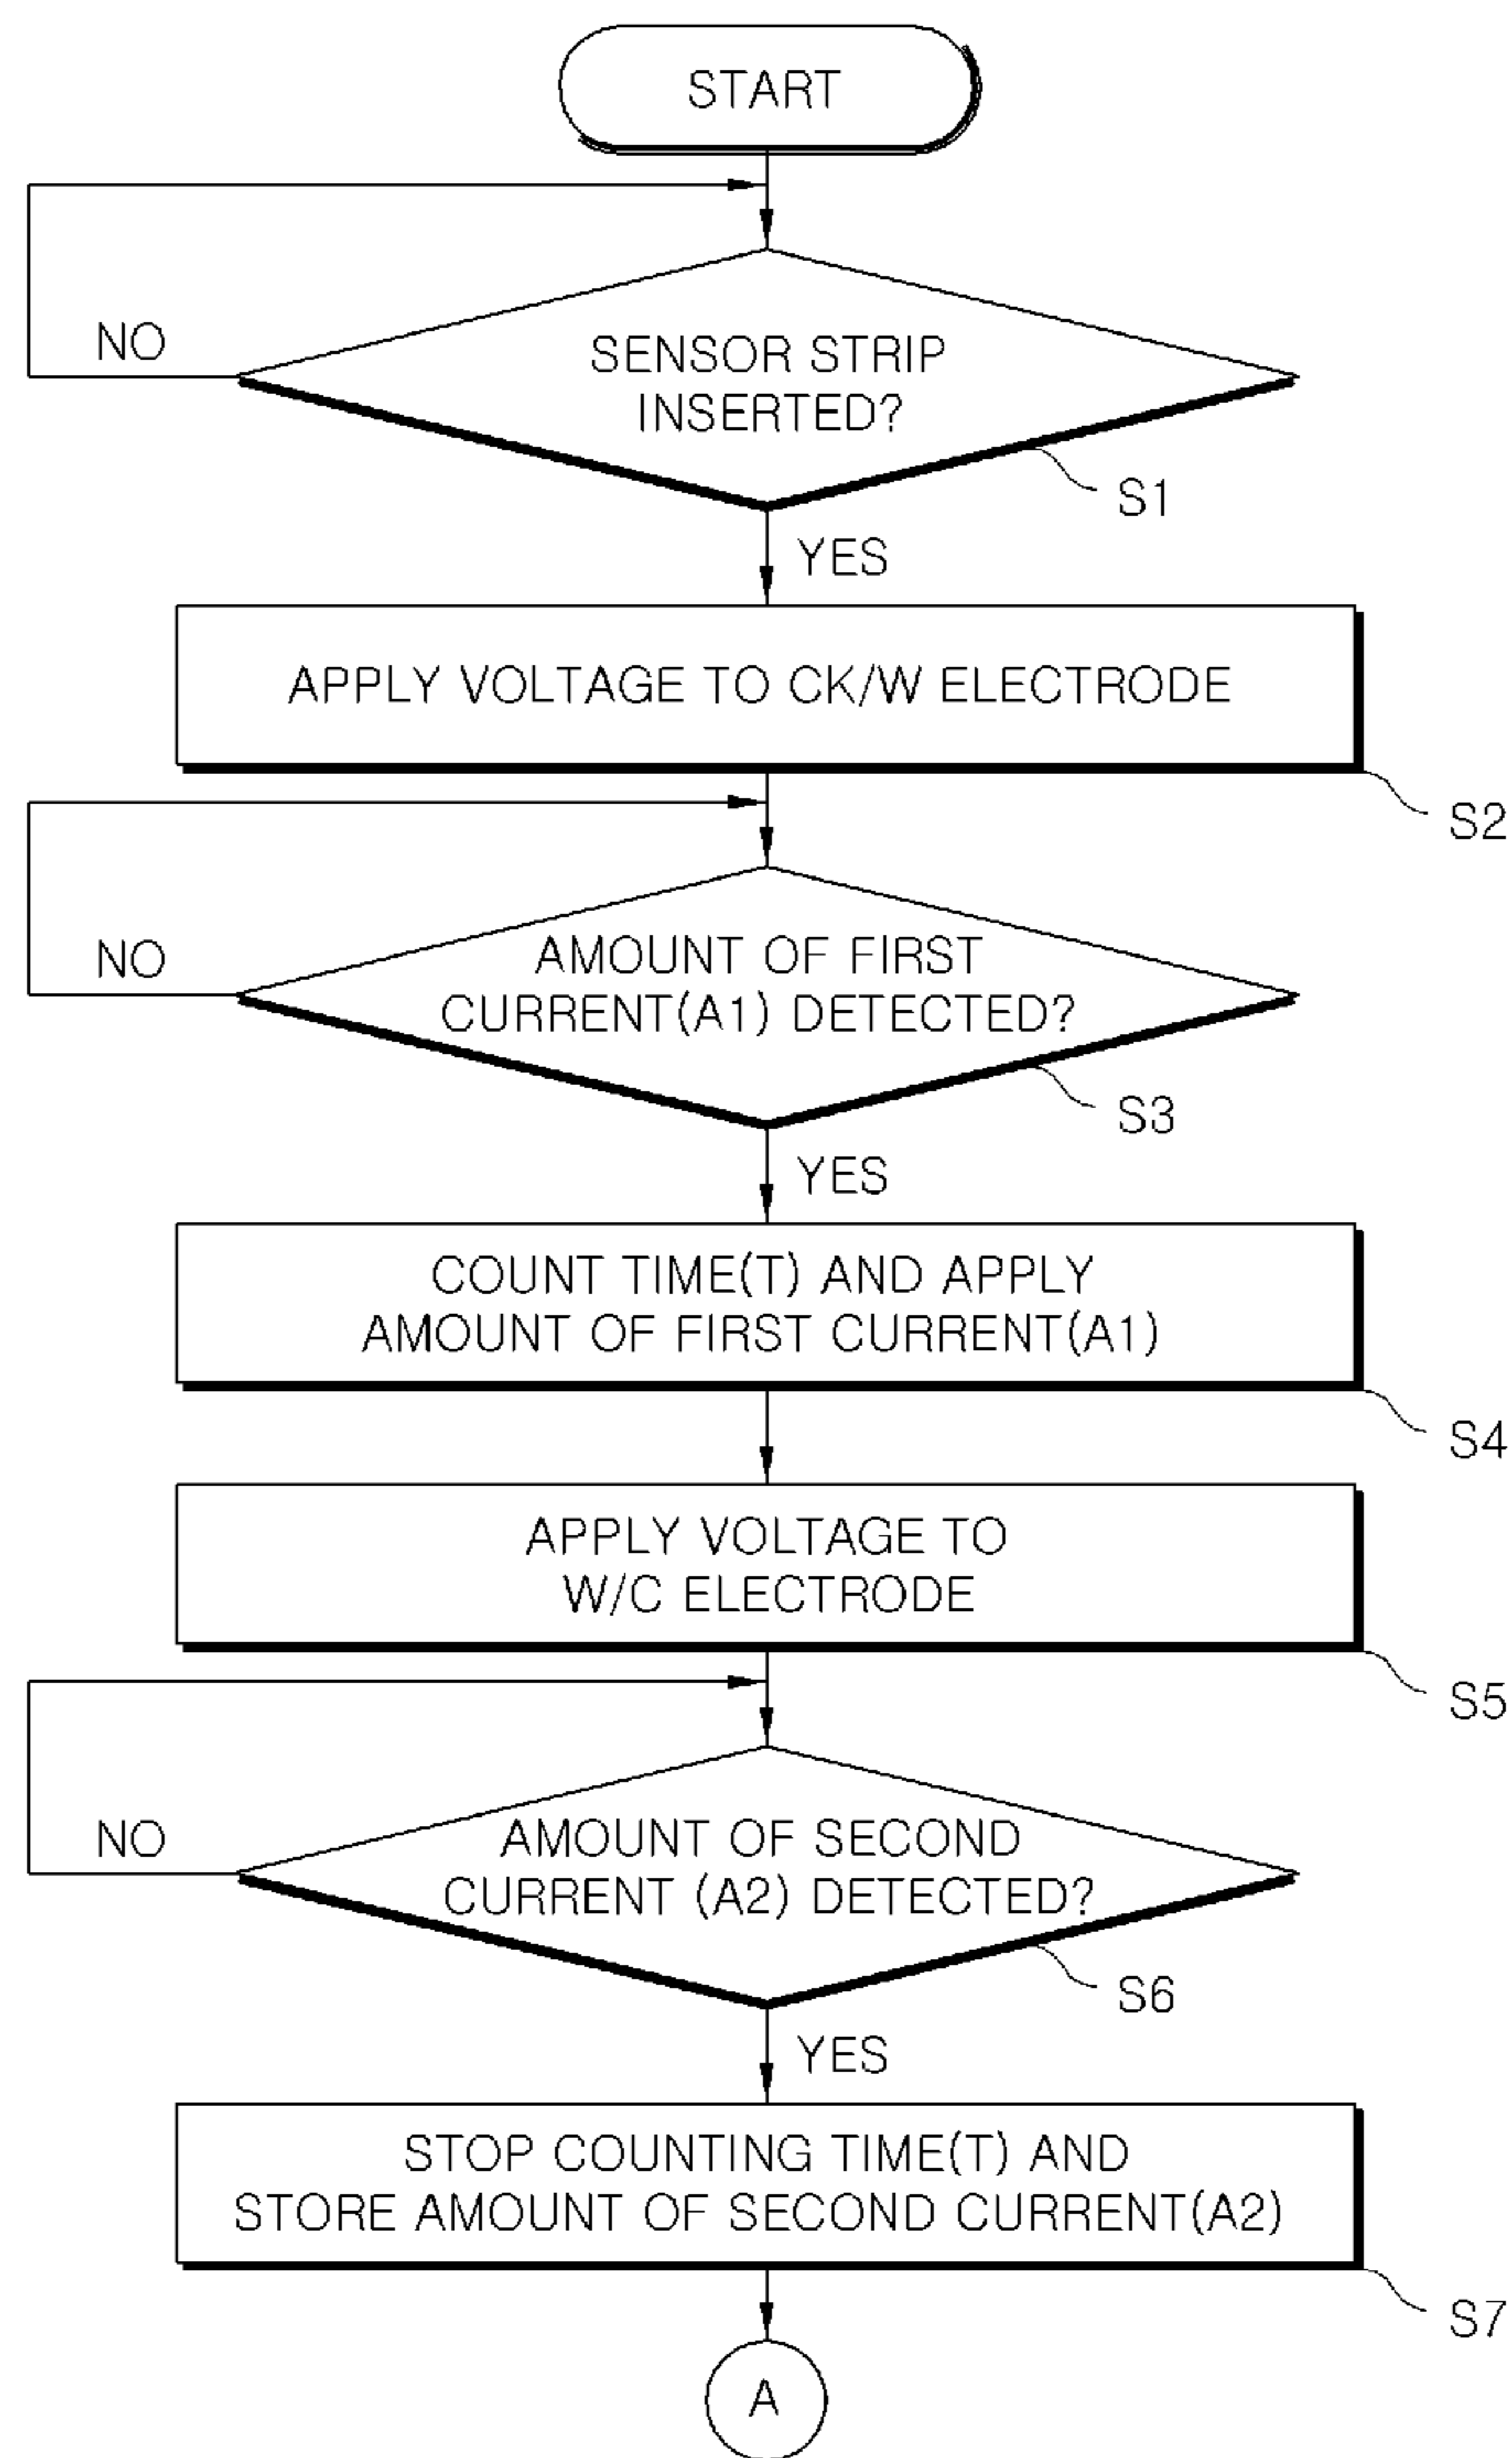 START
NO
SENSOR STRIP
INSERTED?
S1
YES
APPLY VOLTAGE TO CK/W ELECTRODE
S2
NO
AMOUNT OF FIRST
CURRENT(A1) DETECTED?
S3
YES
COUNT TIME(T) AND APPLY
AMOUNT OF FIRST CURRENT(A1)
S4
APPLY VOLTAGE TO
W/C ELECTRODE
S5
NO
AMOUNT OF SECOND
CURRENT (A2) DETECTED?
S6
YES
STOP COUNTING TIME(T) AND
STORE AMOUNT OF SECOND CURRENT(A2)
S7
A